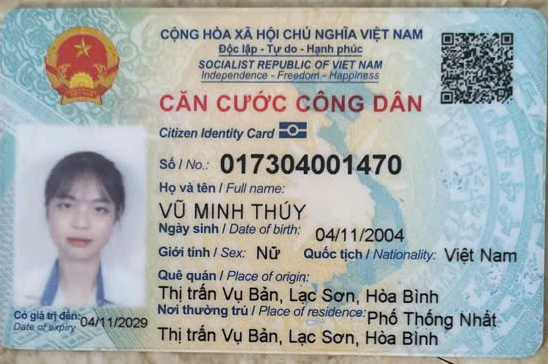 CỘNG HÒA XÃ HỘI CHỦ NGHĨA VIỆT NAM
Độc lập - Tự do - Hạnh phúc
SOCIALIST REPUBLIC OF VIET NAM
Independence - Freedom - Happiness
CĂN CƯỚC CÔNG DÂN
Citizen Identity Card
Số / No.: 017304001470
Họ và tên / Full name:
VŨ MINH THÚY
Ngày sinh / Date of birth: 04/11/2004
Giới tính / Sex: Nữ Quốc tịch / Nationality: Việt Nam
Quê quán / Place of origin:
Thị trấn Vụ Bản, Lạc Sơn, Hòa Bình
Nơi thường trú / Place of residence: Phố Thống Nhất
Thị trấn Vụ Bản, Lạc Sơn, Hòa Bình
Có giá trị đến: 04/11/2029
Date of expiry